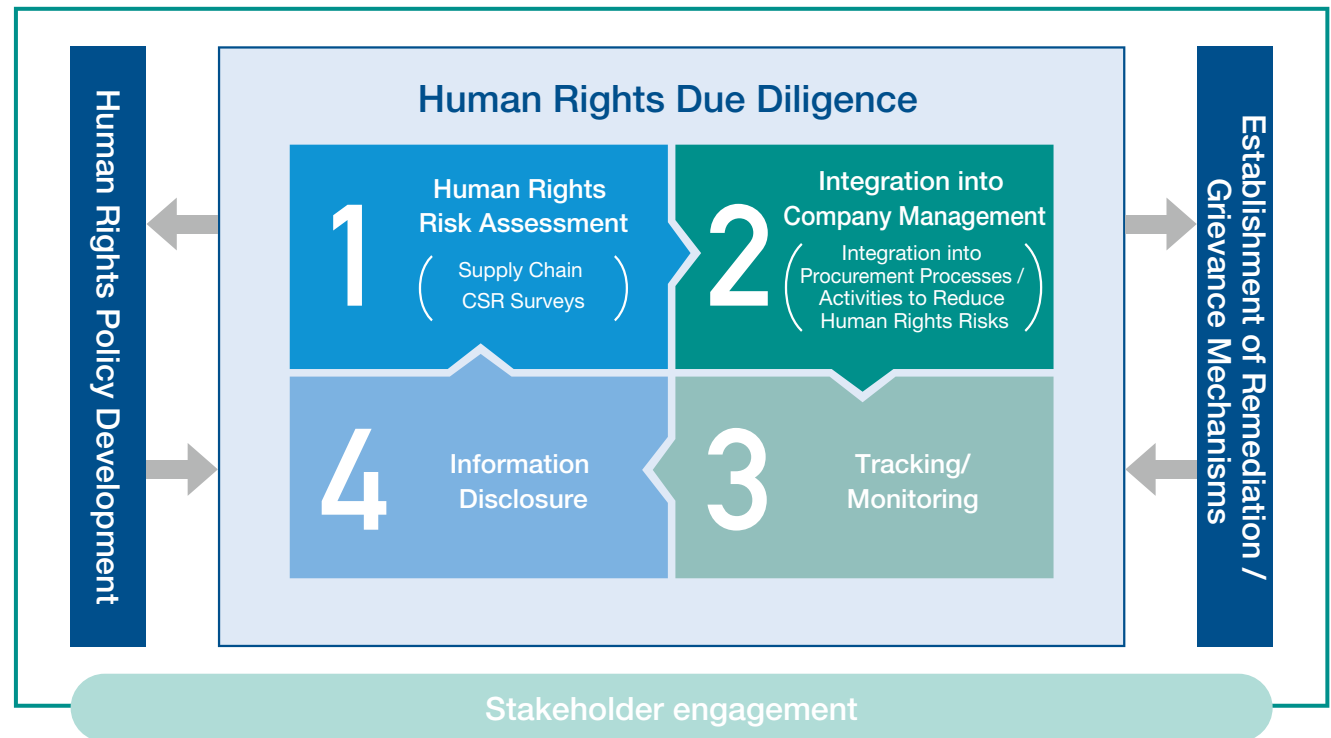 Human Rights Policy Development
Human Rights Due Diligence
1
Human Rights
Risk Assessment
( Supply Chain
CSR Surveys )
2
Integration into
Company Management
( Integration into
Procurement Processes /
Activities to Reduce
Human Rights Risks )
4
Information
Disclosure
3
Tracking/
Monitoring
Establishment of Remediation /
Grievance Mechanisms
Stakeholder engagement